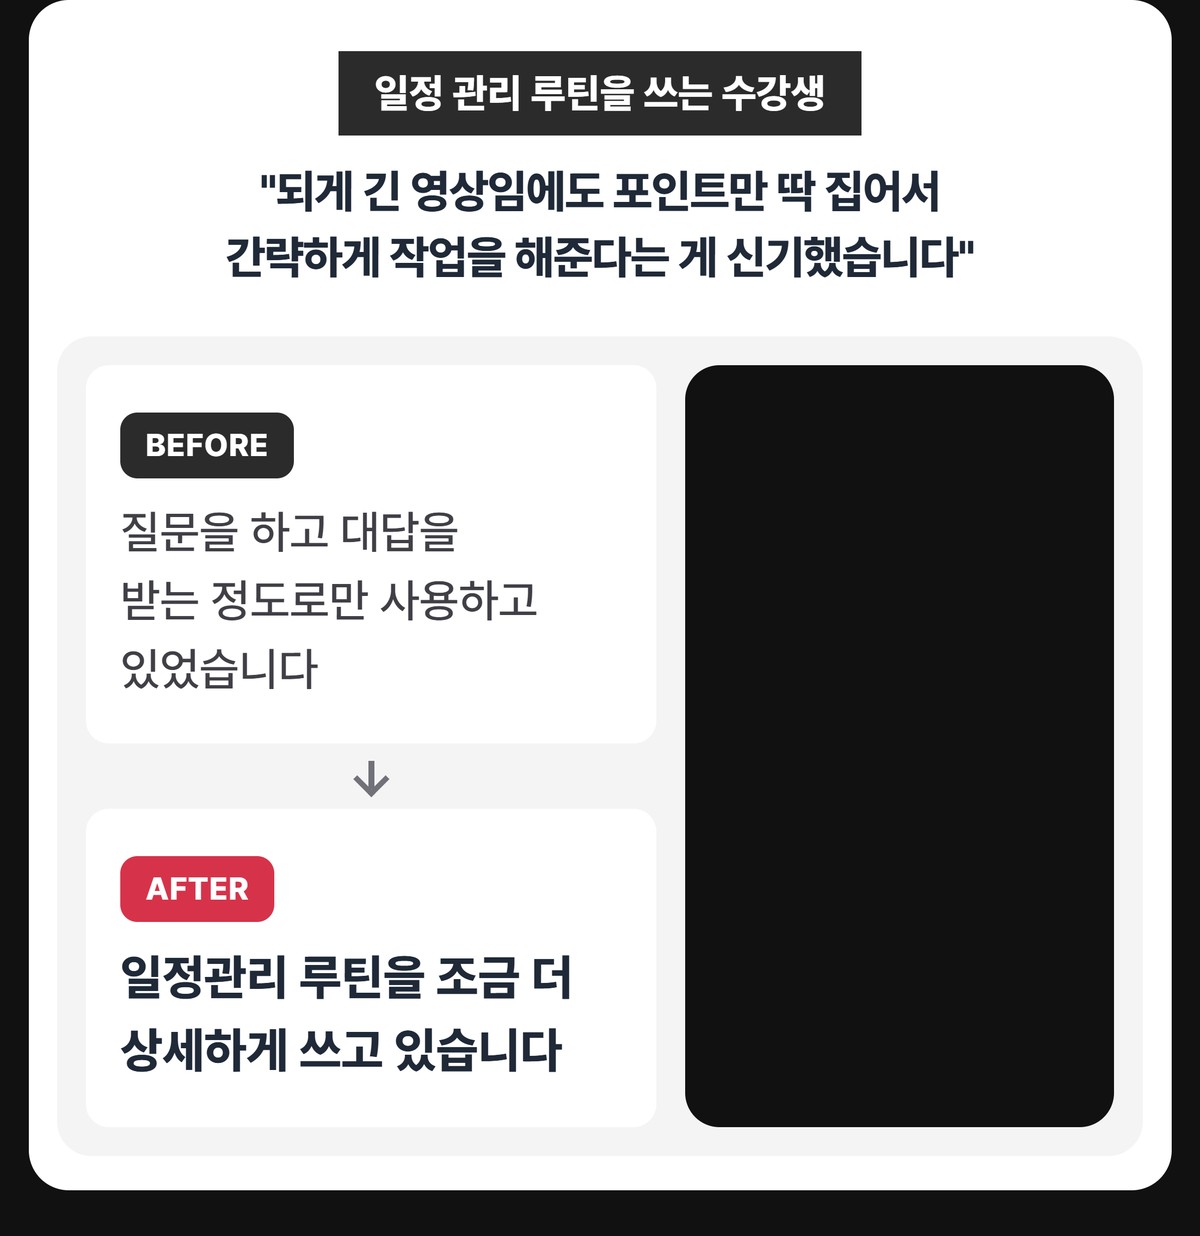 일정 관리 루틴을 쓰는 수강생
"되게 긴 영상임에도 포인트만 딱 집어서
간략하게 작업을 해준다는 게 신기했습니다"
BEFORE
질문을 하고 대답을
받는 정도로만 사용하고
있었습니다
AFTER
일정관리 루틴을 조금 더
상세하게 쓰고 있습니다